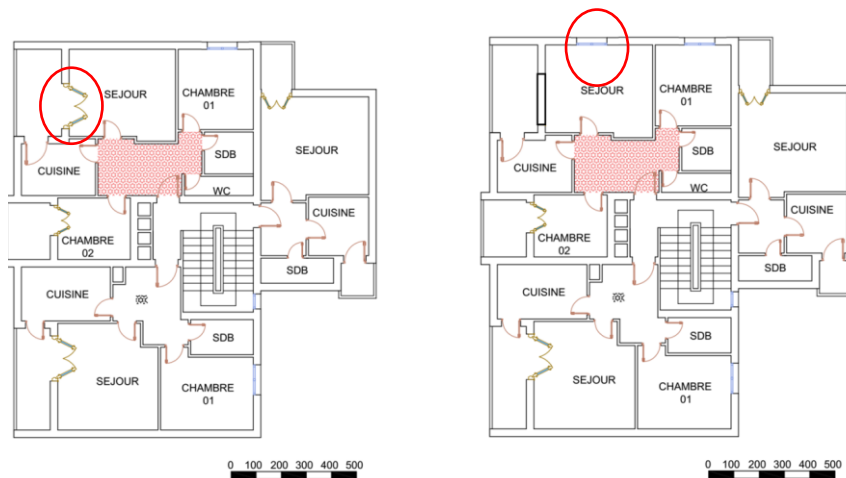 SEJOUR
CHAMBRE
01
SEJOUR
SDB
CUISINE
WC
CUISINE
CHAMBRE
02
SDB
CUISINE
SDB
SEJOUR
CHAMBRE
01
0 100 200 300 400 500
SEJOUR
CHAMBRE
01
SEJOUR
SDB
CUISINE
WC
CUISINE
CHAMBRE
02
SDB
CUISINE
SDB
SEJOUR
CHAMBRE
01
0 100 200 300 400 500